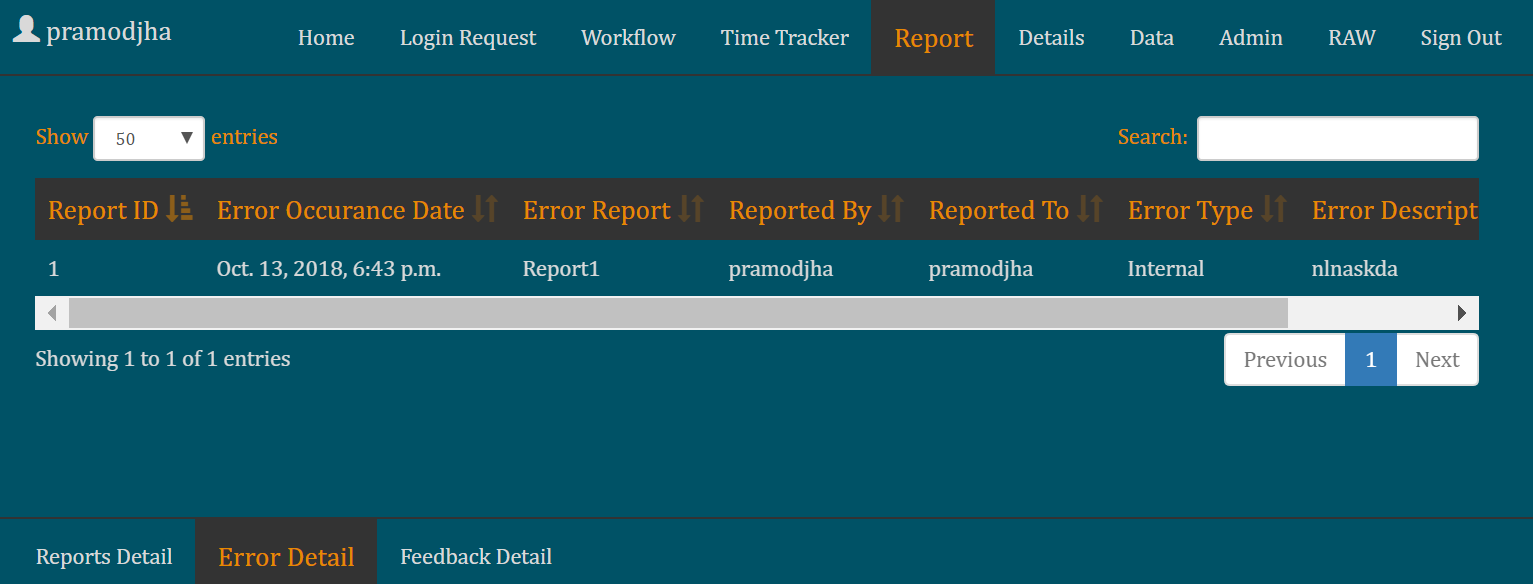 pramodjha Home Login Request Workflow Time Tracker Report Details Data Admin RAW Sign Out
Show 50 entries Search:
Report ID Error Occurance Date Error Report Reported By Reported To Error Type Error Descript
1 Oct. 13, 2018, 6:43 p.m. Report1 pramodjha pramodjha Internal nlnaskda
Showing 1 to 1 of 1 entries Previous 1 Next
Reports Detail Error Detail Feedback Detail